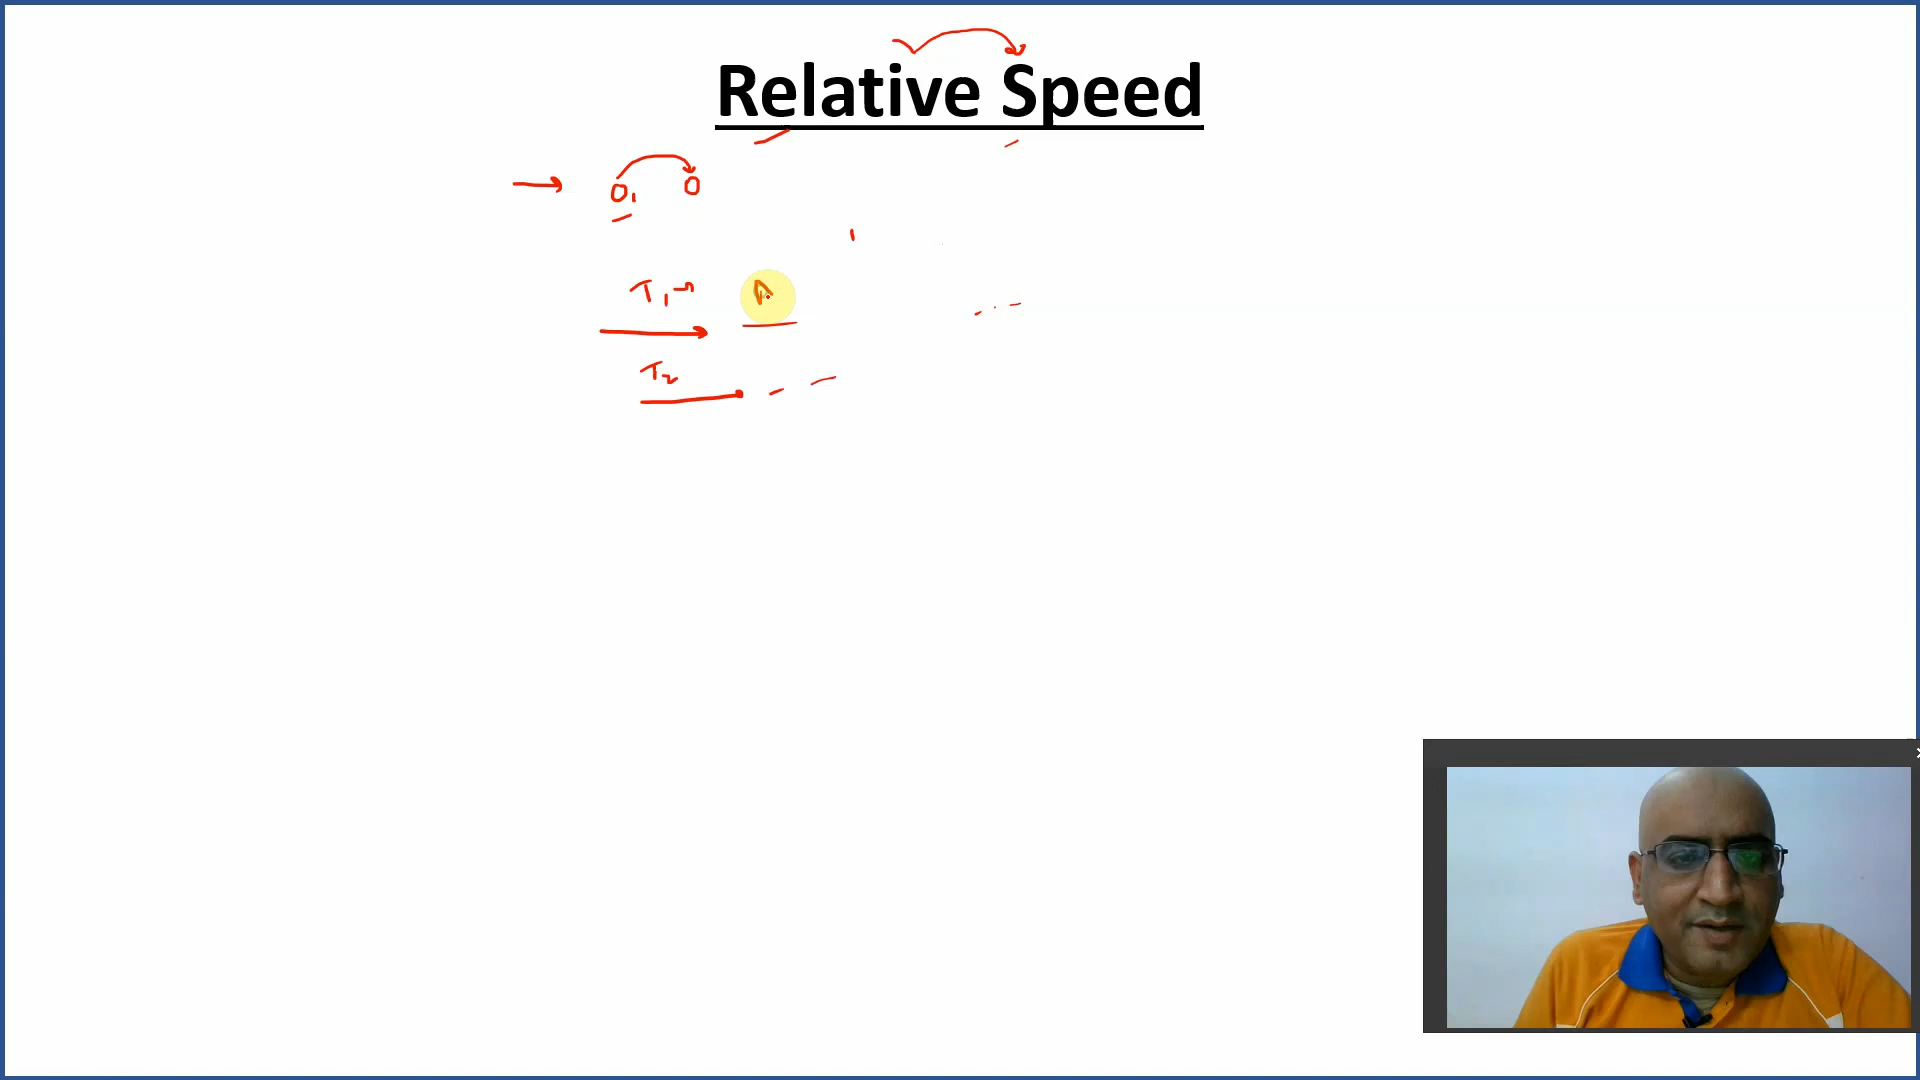 Relative Speed
O₁ O
T₁ → A
T₂